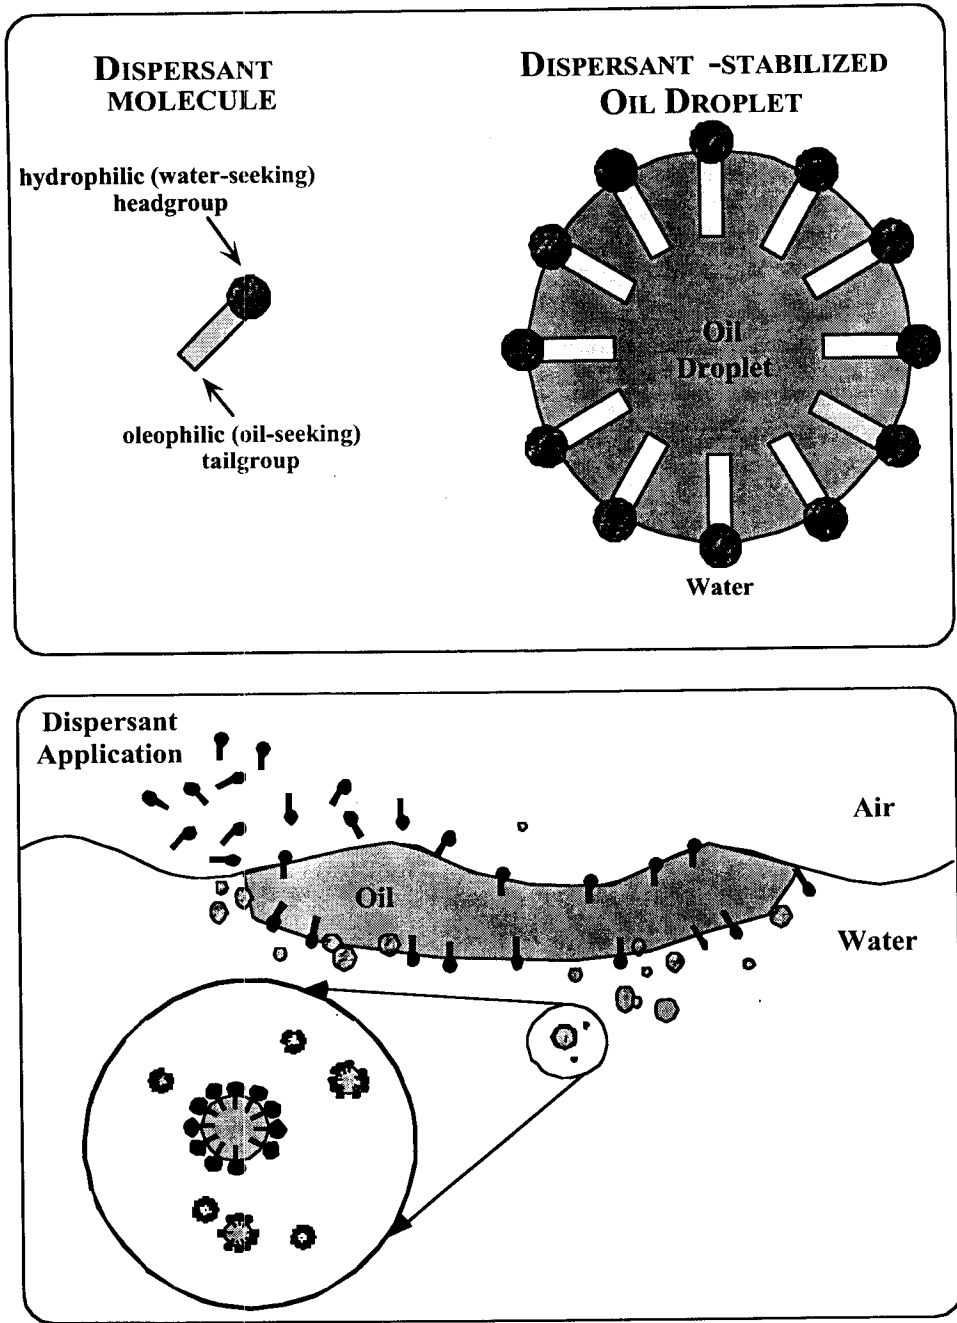 DISPERSANT
MOLECULE
hydrophilic (water-seeking)
headgroup
oleophilic (oil-seeking)
tailgroup
DISPERSANT -STABILIZED
OIL DROPLET
Oil
Droplet
Water
Dispersant
Application
Air
Oil
Water